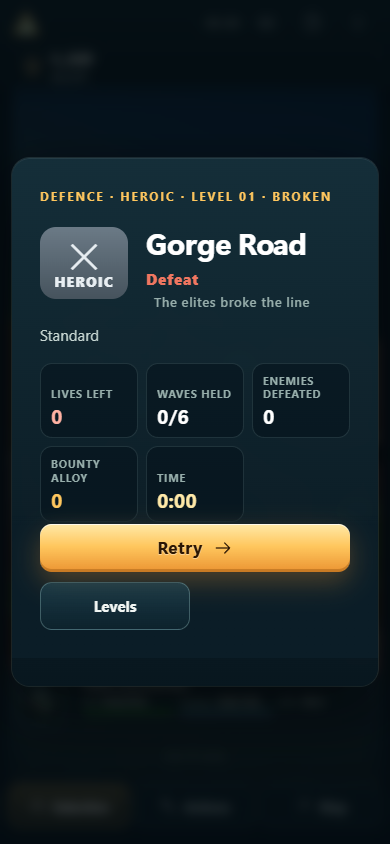 DEFENCE · HEROIC · LEVEL 01 · BROKEN
HEROIC
Gorge Road
Defeat
The elites broke the line
Standard
LIVES LEFT
0
WAVES HELD
0/6
ENEMIES
DEFEATED
0
BOUNTY
ALLOY
0
TIME
0:00
Retry →
Levels